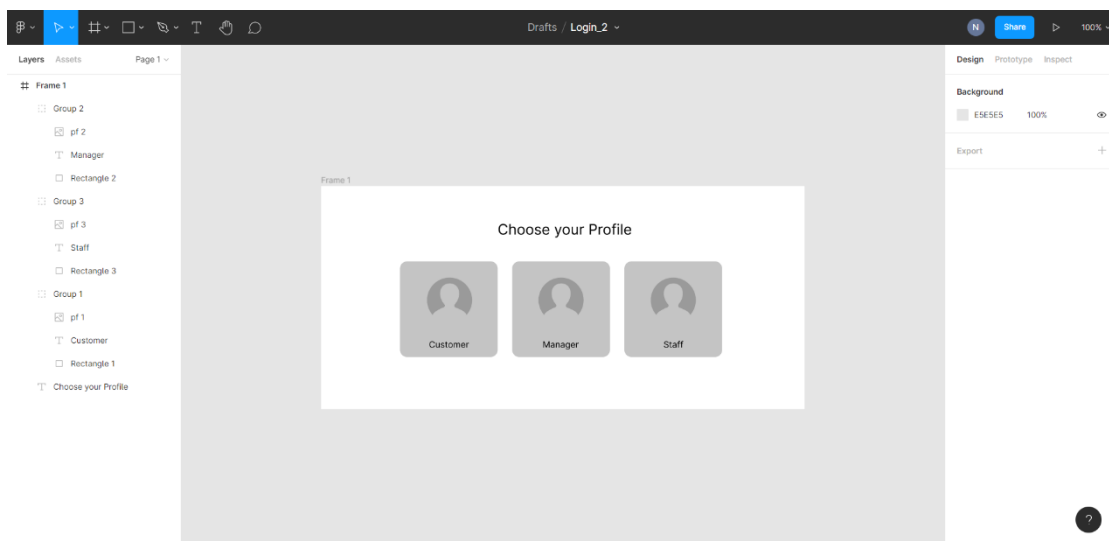 Drafts / Login_2
N
Share
100%
Layers Assets Page 1
Frame 1
Group 2
pf 2
T Manager
Rectangle 2
Group 3
pf 3
T Staff
Rectangle 3
Group 1
pf 1
T Customer
Rectangle 1
T Choose your Profile
Frame 1
Choose your Profile
Customer Manager Staff
Design Prototype Inspect
Background
E5E5E5 100%
Export +
?